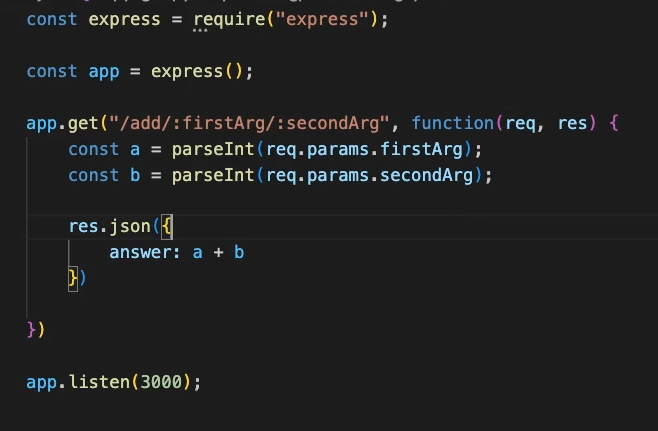 const express = require("express");
const app = express();
app.get("/add/:firstArg/:secondArg", function(req, res) {
const a = parseInt(req.params.firstArg);
const b = parseInt(req.params.secondArg);
res.json({
answer: a + b
})
})
app.listen(3000);